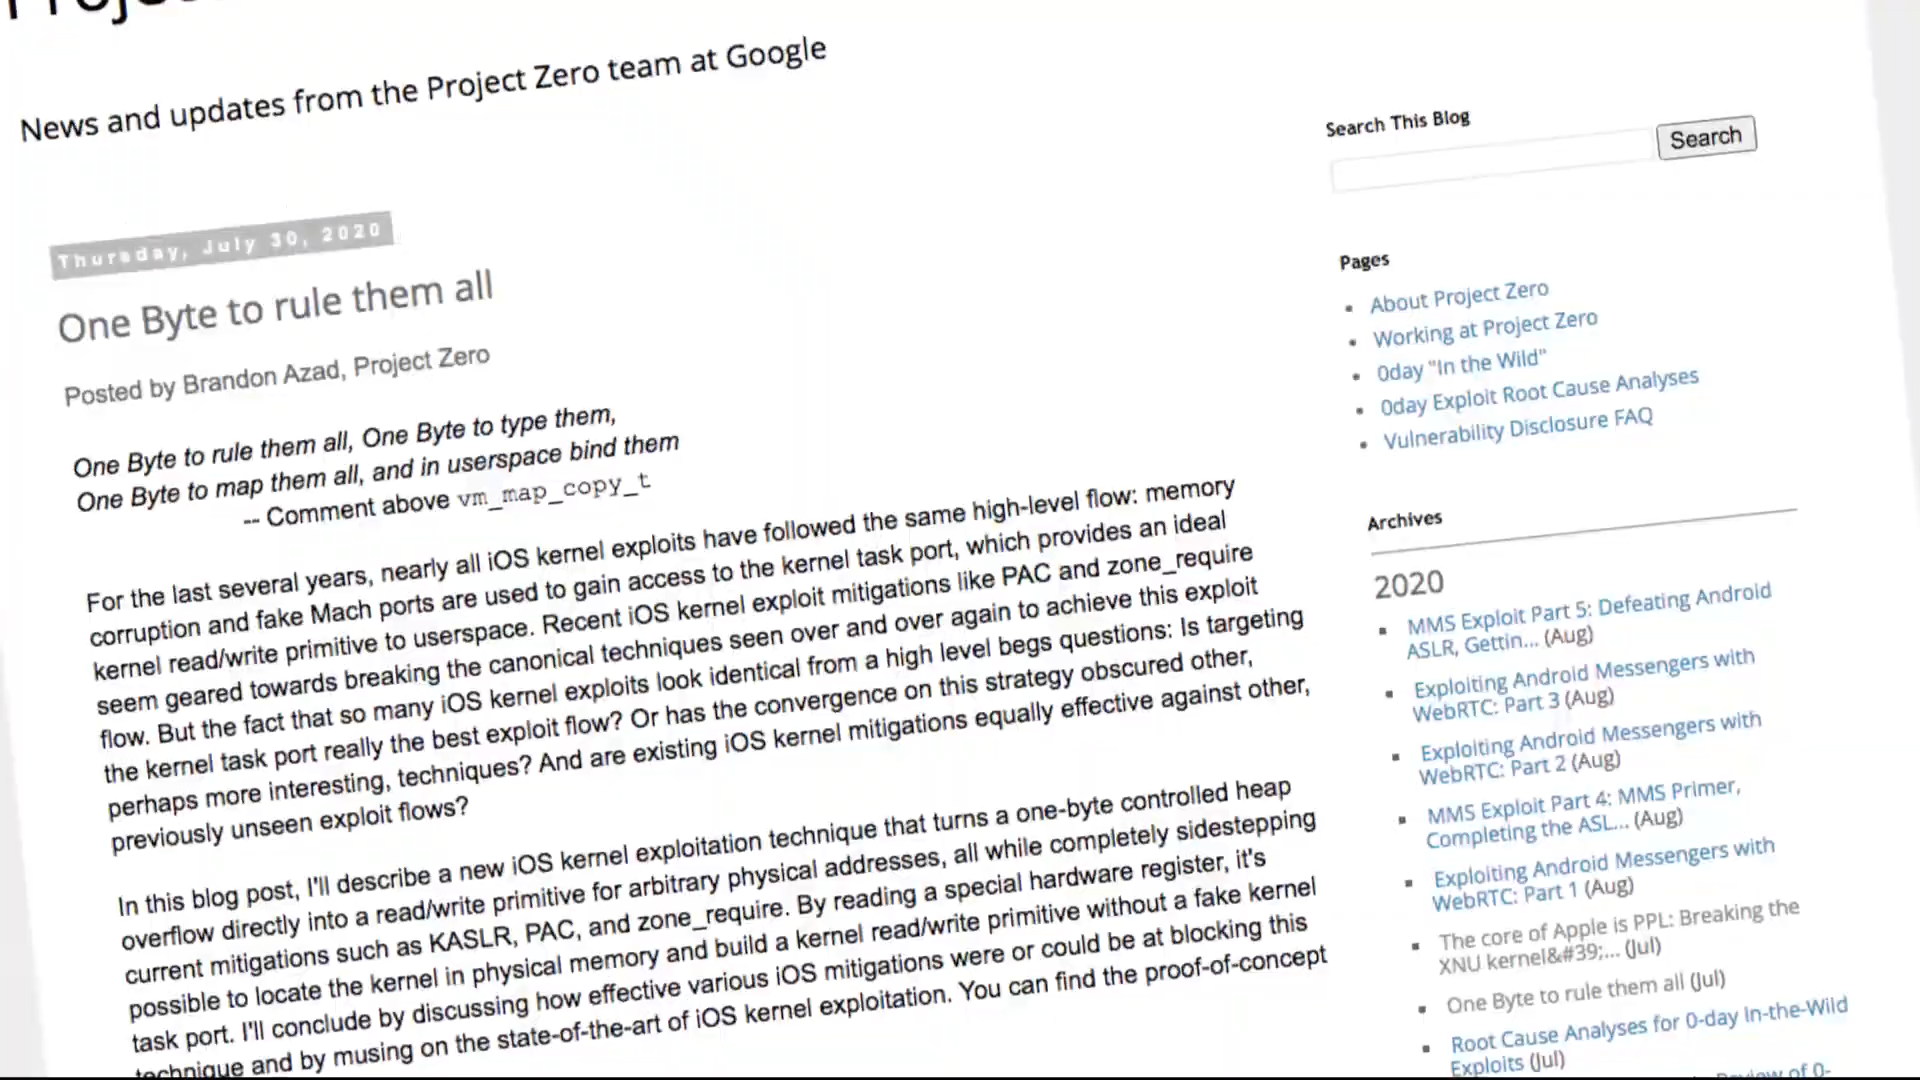 News and updates from the Project Zero team at Google
Thursday, July 30, 2020
One Byte to rule them all
Posted by Brandon Azad, Project Zero
One Byte to rule them all, One Byte to type them,
One Byte to map them all, and in userspace bind them
-- Comment above vm_map_copy_t
For the last several years, nearly all iOS kernel exploits have followed the same high-level flow: memory
corruption and fake Mach ports are used to gain access to the kernel task port, which provides an ideal
kernel read/write primitive to userspace. Recent iOS kernel exploit mitigations like PAC and zone_require
seem geared towards breaking the canonical techniques seen over and over again to achieve this exploit
flow. But the fact that so many iOS kernel exploits look identical from a high level begs questions: Is targeting
the kernel task port really the best exploit flow? Or has the convergence on this strategy obscured other,
perhaps more interesting, techniques? And are existing iOS kernel mitigations equally effective against other,
previously unseen exploit flows?
In this blog post, I'll describe a new iOS kernel exploitation technique that turns a one-byte controlled heap
overflow directly into a read/write primitive for arbitrary physical addresses, all while completely sidestepping
current mitigations such as KASLR, PAC, and zone_require. By reading a special hardware register, it's
possible to locate the kernel in physical memory and build a kernel read/write primitive without a fake kernel
task port. I'll conclude by discussing how effective various iOS mitigations were or could be at blocking this
technique and by musing on the state-of-the-art of iOS kernel exploitation. You can find the proof-of-concept
Search This Blog
Search
Pages
About Project Zero
Working at Project Zero
0day "In the Wild"
0day Exploit Root Cause Analyses
Vulnerability Disclosure FAQ
Archives
2020
MMS Exploit Part 5: Defeating Android
ASLR, Gettin... (Aug)
Exploiting Android Messengers with
WebRTC: Part 3 (Aug)
Exploiting Android Messengers with
WebRTC: Part 2 (Aug)
MMS Exploit Part 4: MMS Primer,
Completing the ASL... (Aug)
Exploiting Android Messengers with
WebRTC: Part 1 (Aug)
The core of Apple is PPL: Breaking the
XNU kernel&#39;... (Jul)
One Byte to rule them all (Jul)
Root Cause Analyses for 0-day In-the-Wild
Exploits (Jul)
Review of 0-